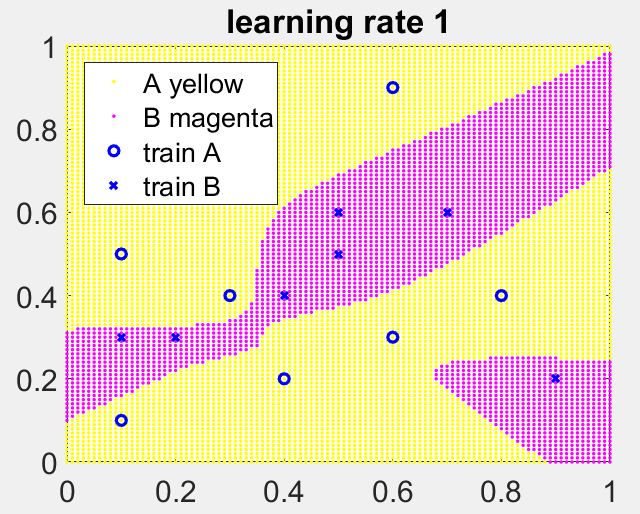 learning rate 1
A yellow
B magenta
train A
train B
1
0.8
0.6
0.4
0.2
0
0 0.2 0.4 0.6 0.8 1